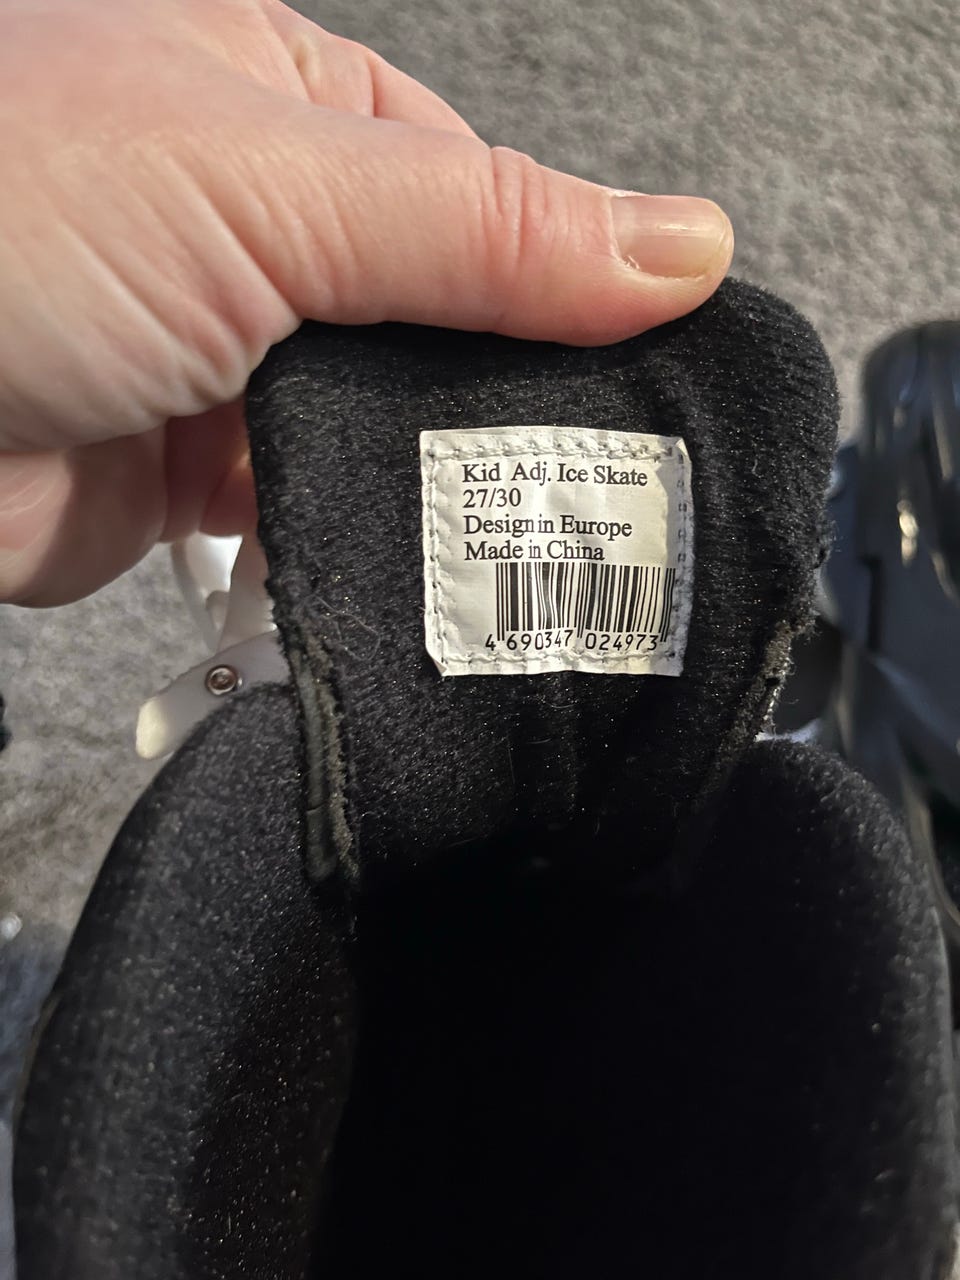 Kid Adj. Ice Skate
27/30
Design in Europe
Made in China
4 690347 024973